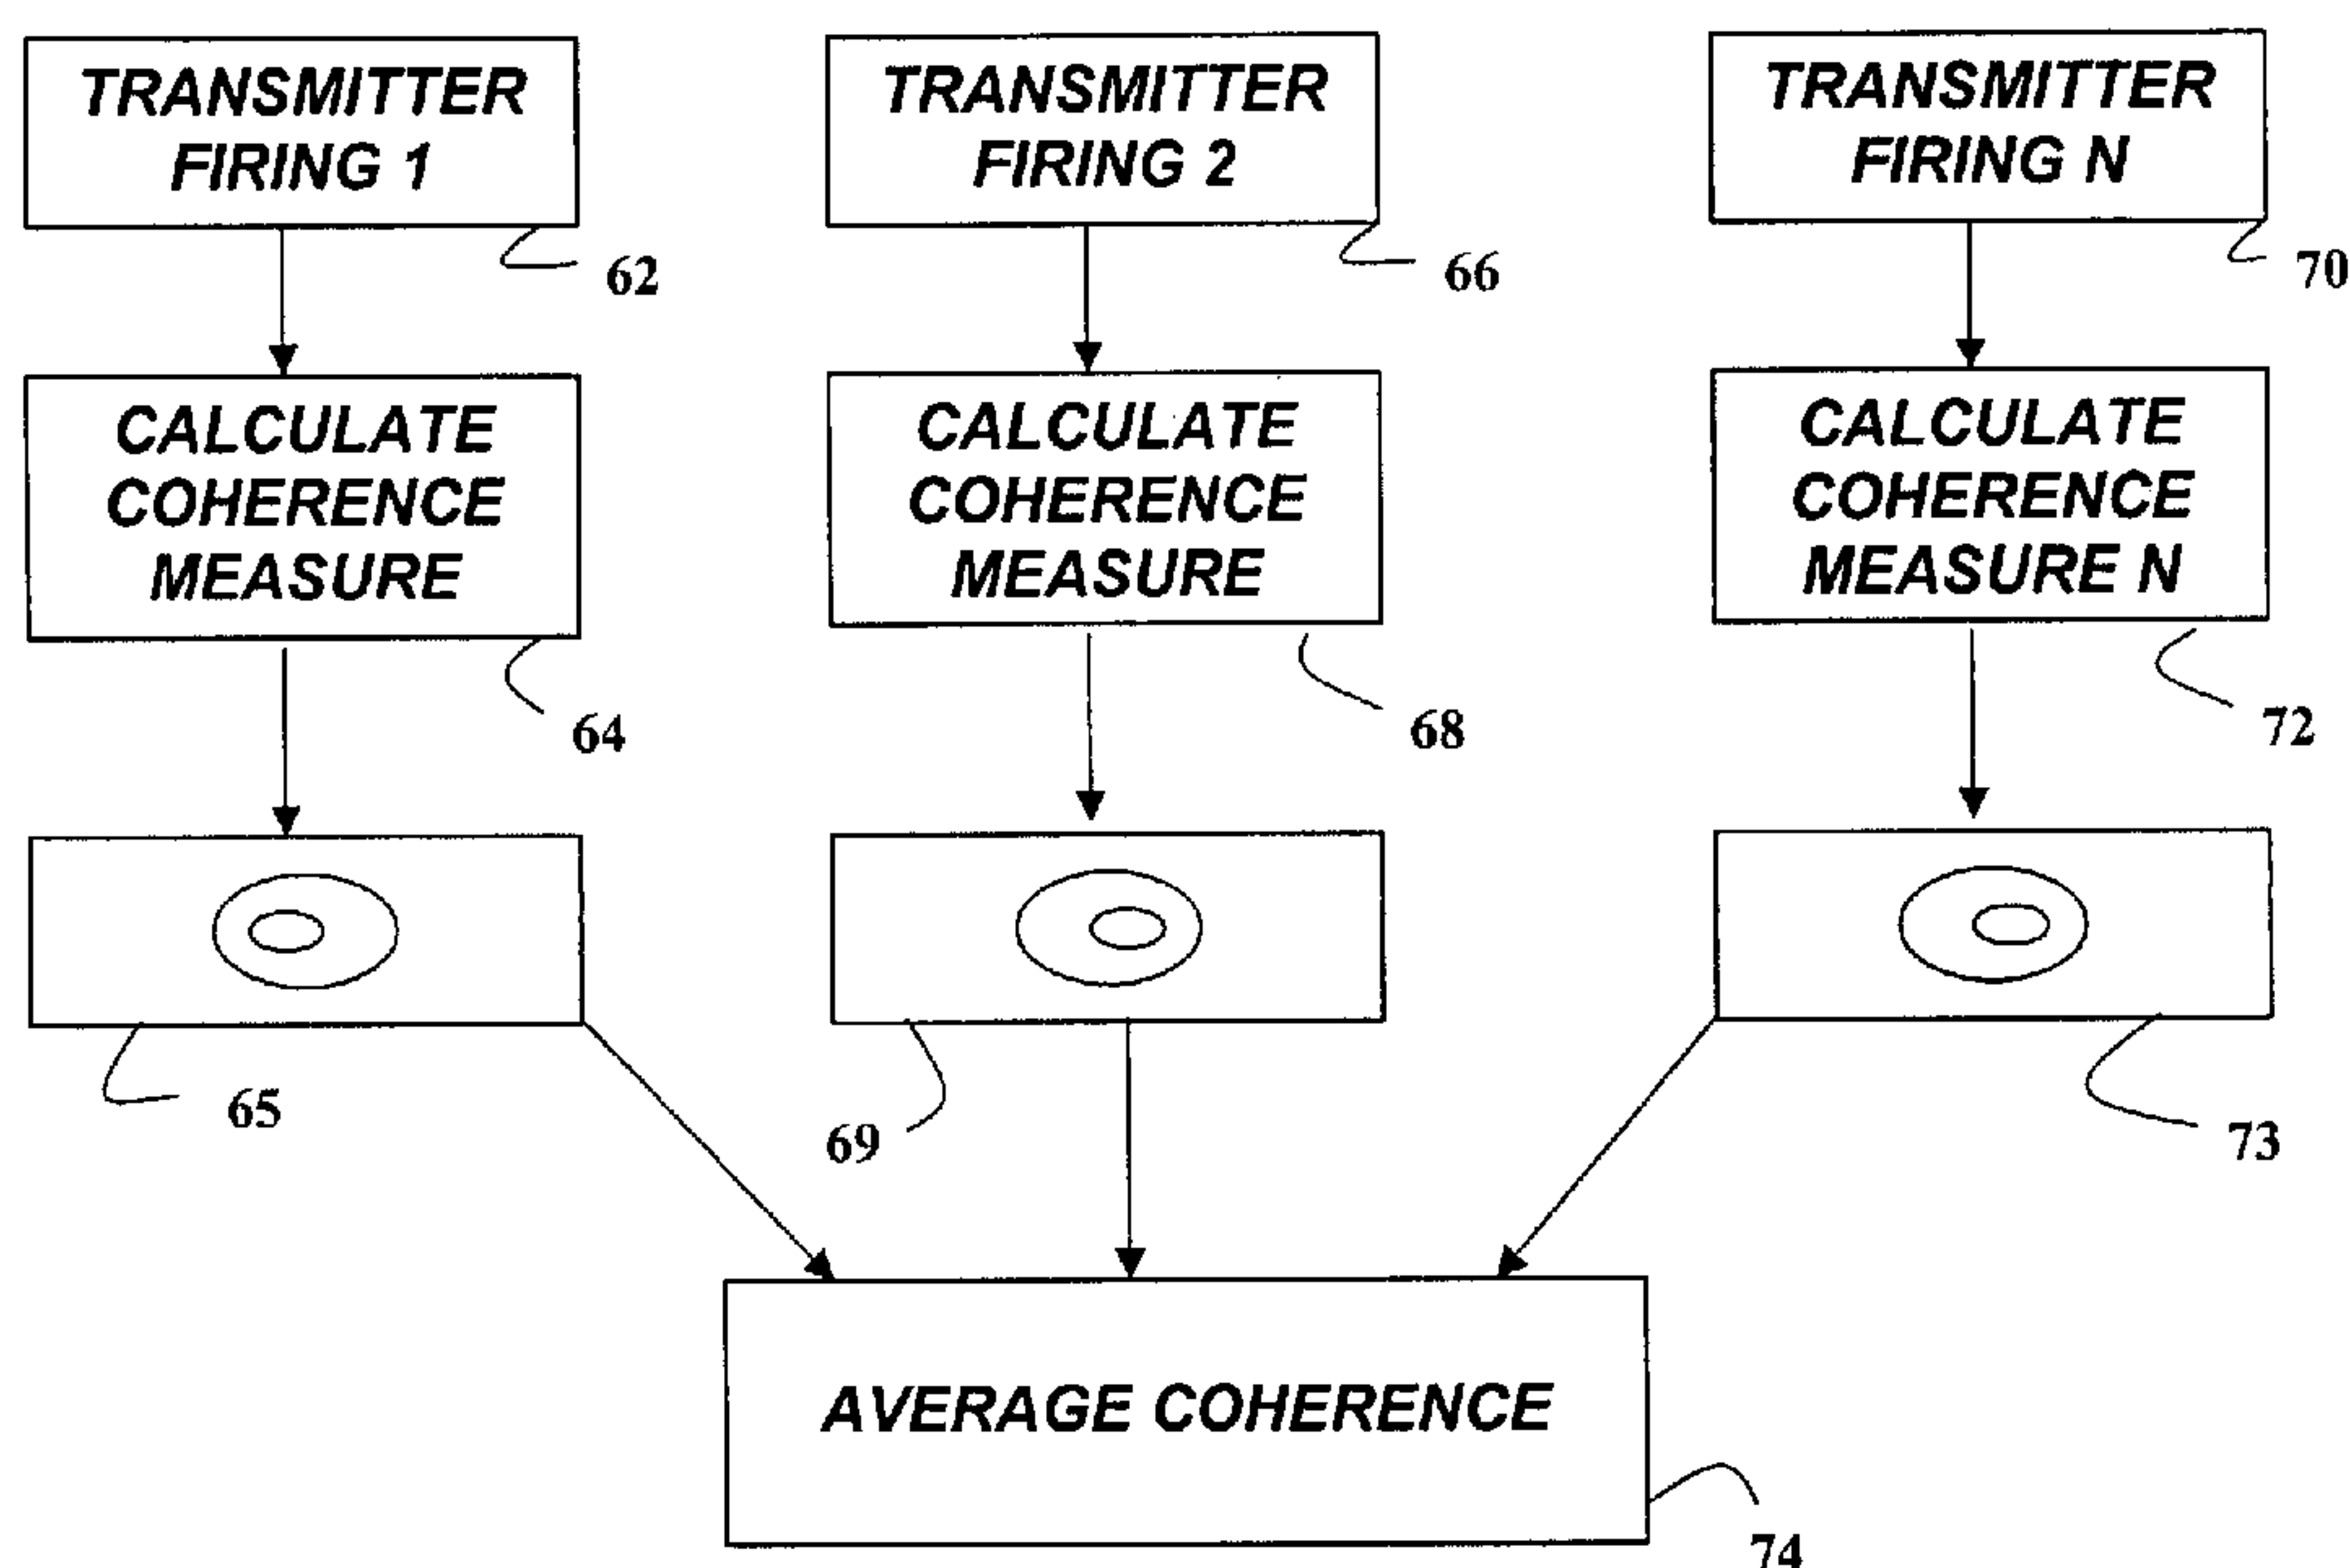 TRANSMITTER
FIRING 1
62
TRANSMITTER
FIRING 2
66
TRANSMITTER
FIRING N
70
CALCULATE
COHERENCE
MEASURE
64
CALCULATE
COHERENCE
MEASURE
68
CALCULATE
COHERENCE
MEASURE N
72
65
69
73
AVERAGE COHERENCE
74